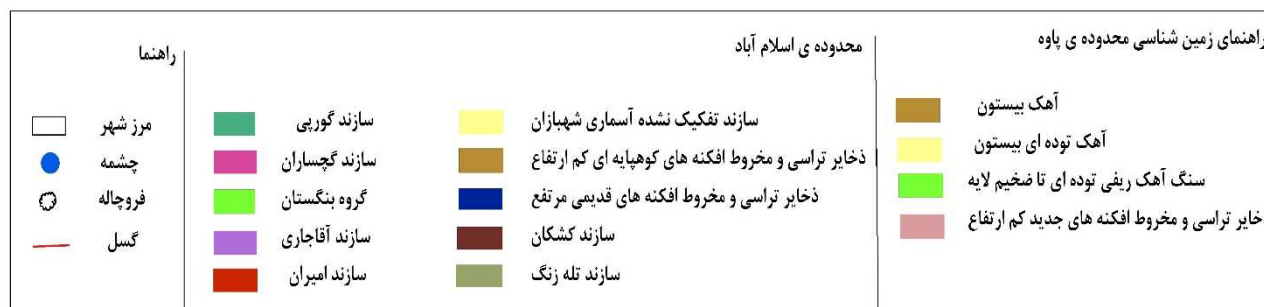 راهنمای زمین شناسی محدوده ی پاوه
آهک بیستون
آهک توده ای بیستون
سنگ آهک ریفی توده ای تا ضخیم لایه
خایر تراسی و مخروط افکنه های جدید کم ارتفاع
محدوده ی اسلام آباد
سازند تفکیک نشده آسماری شهبازان
ذخایر تراسی و مخروط افکنه های کوهپایه ای کم ارتفاع
ذخایر تراسی و مخروط افکنه های قدیمی مرتفع
سازند کشکان
سازند تله زنگ
سازند گورپی
سازند گچساران
گروه بنگستان
سازند آقاجاری
سازند امیران
راهنما
مرز شهر
چشمه
فروچاله
گسل